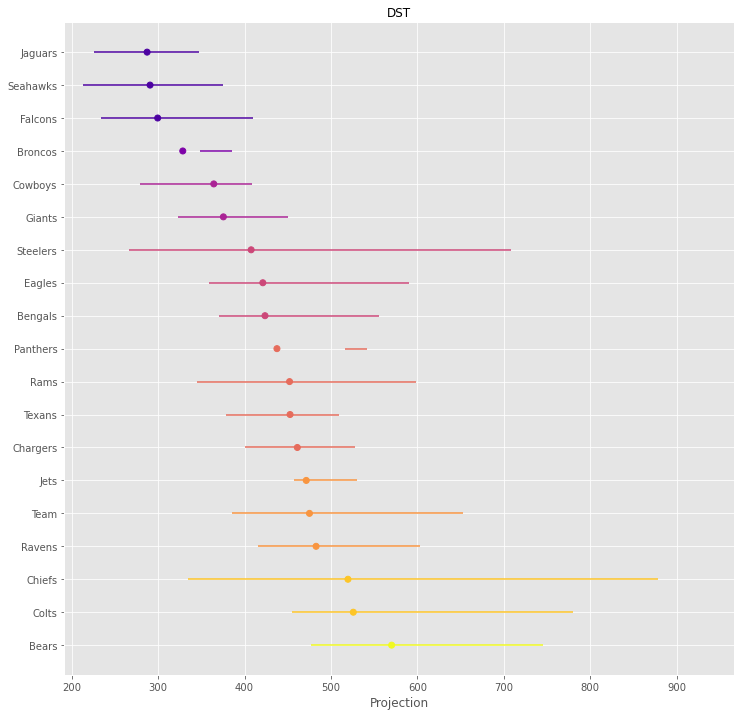 DST
Jaguars
Seahawks
Falcons
Broncos
Cowboys
Giants
Steelers
Eagles
Bengals
Panthers
Rams
Texans
Chargers
Jets
Team
Ravens
Chiefs
Colts
Bears
200 300 400 500 600 700 800 900
Projection